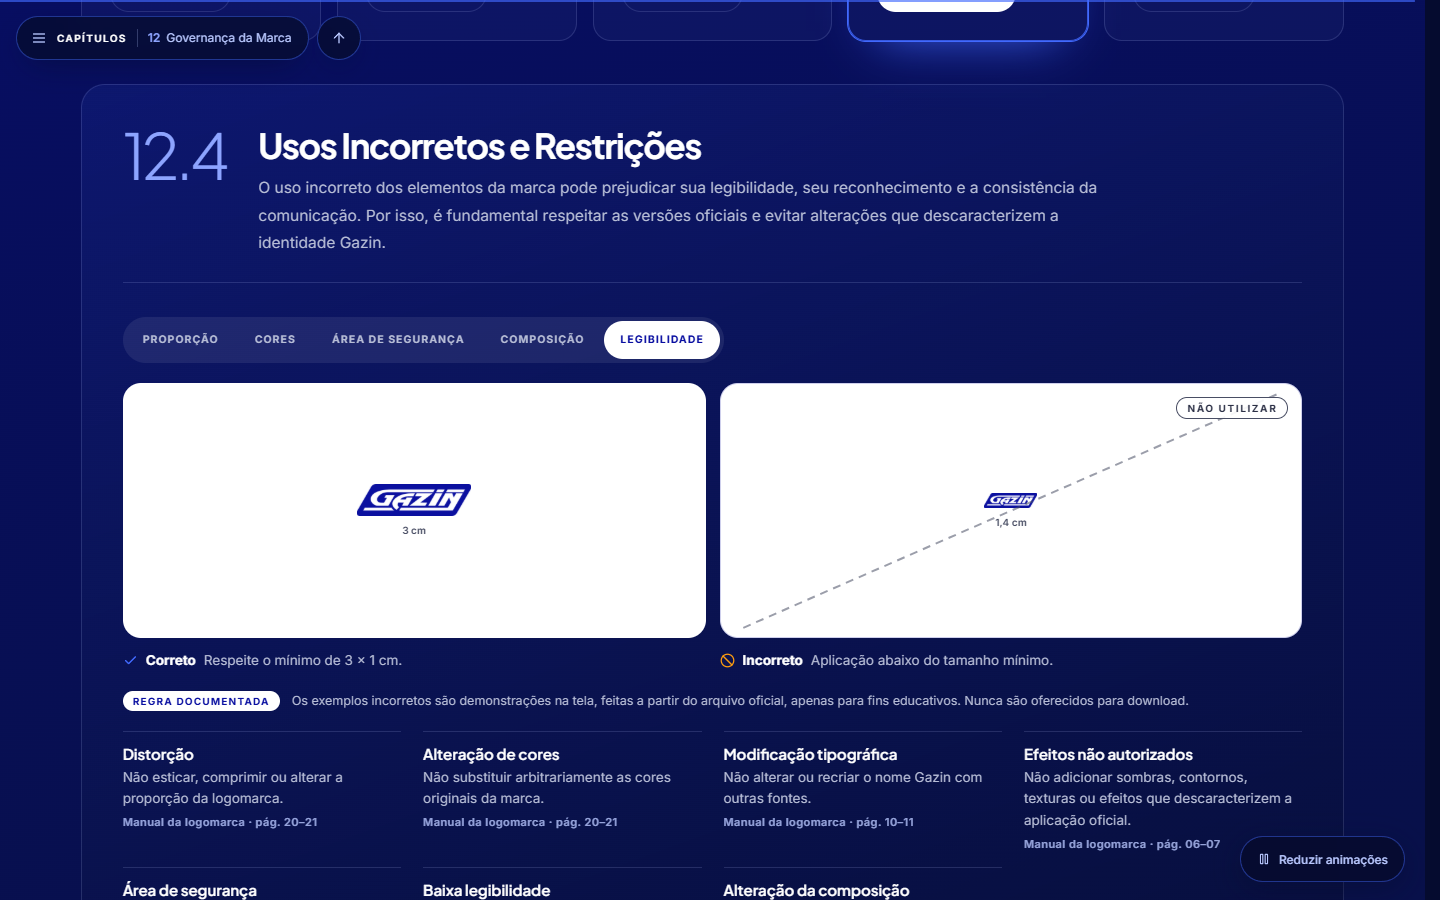 CAPÍTULOS 12 Governança da Marca
12.4
Usos Incorretos e Restrições
O uso incorreto dos elementos da marca pode prejudicar sua legibilidade, seu reconhecimento e a consistência da
comunicação. Por isso, é fundamental respeitar as versões oficiais e evitar alterações que descaracterizem a
identidade Gazin.
PROPORÇÃO CORES ÁREA DE SEGURANÇA COMPOSIÇÃO LEGIBILIDADE
GAZIN
3 cm
NÃO UTILIZAR
GAZIN
1,4 cm
Correto Respeite o mínimo de 3 × 1 cm.
Incorreto Aplicação abaixo do tamanho mínimo.
REGRA DOCUMENTADA Os exemplos incorretos são demonstrações na tela, feitas a partir do arquivo oficial, apenas para fins educativos. Nunca são oferecidos para download.
Distorção
Não esticar, comprimir ou alterar a
proporção da logomarca.
Manual da logomarca · pág. 20–21
Alteração de cores
Não substituir arbitrariamente as cores
originais da marca.
Manual da logomarca · pág. 20–21
Modificação tipográfica
Não alterar ou recriar o nome Gazin com
outras fontes.
Manual da logomarca · pág. 10–11
Efeitos não autorizados
Não adicionar sombras, contornos,
texturas ou efeitos que descaracterizem a
aplicação oficial.
Manual da logomarca · pág. 06–07
Área de segurança
Baixa legibilidade
Alteração da composição
Reduzir animações